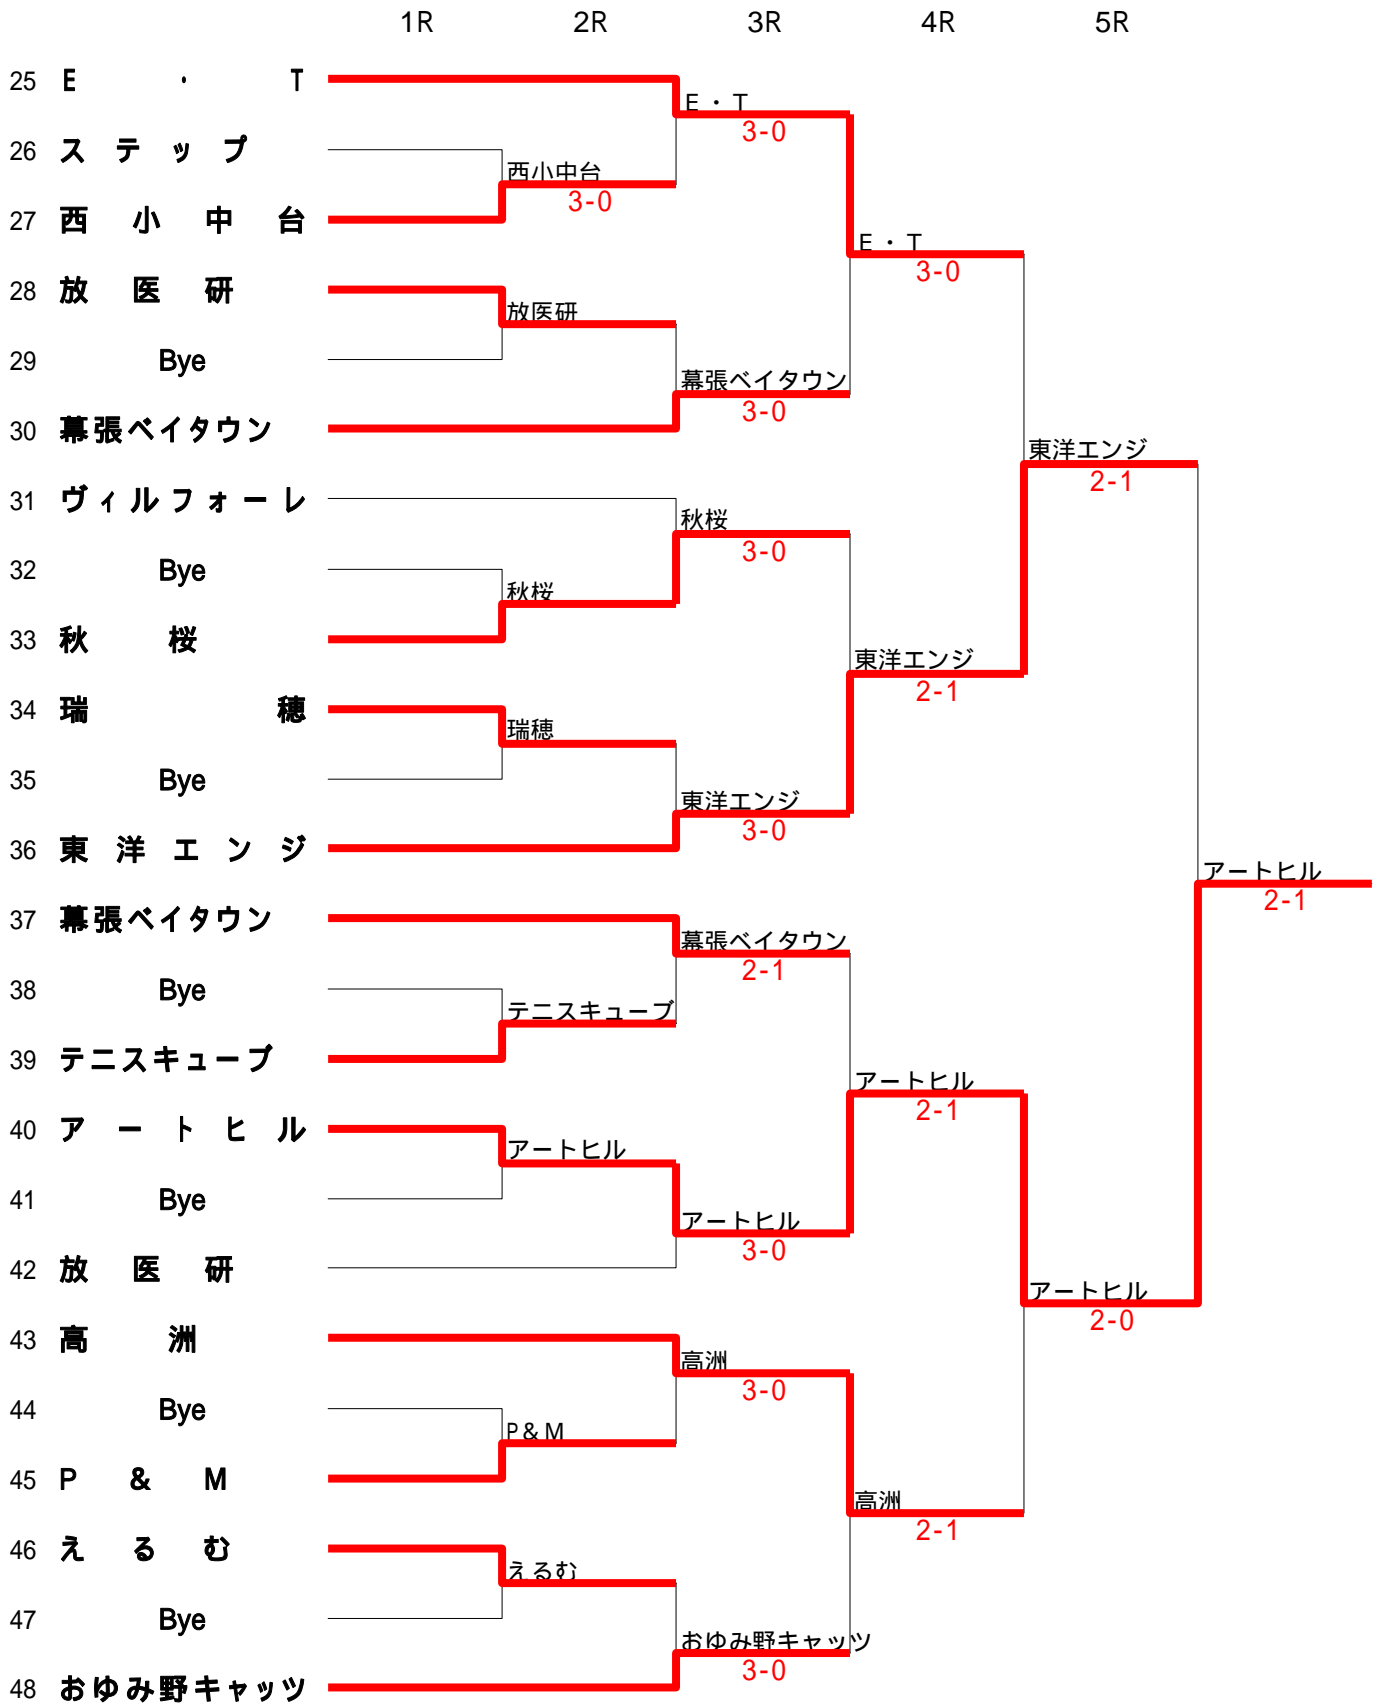 1R 2R 3R 4R 5R
25 E ・ T
E・T
3-0
26 ステップ
西小中台
3-0
27 西小中台
E・T
3-0
28 放医研
放医研
29 Bye
幕張ベイタウン
3-0
30 幕張ベイタウン
東洋エンジ
2-1
31 ヴィルフォーレ
秋桜
3-0
32 Bye
秋桜
33 秋桜
東洋エンジ
2-1
34 瑞穂
瑞穂
35 Bye
東洋エンジ
3-0
36 東洋エンジ
アートヒル
2-1
37 幕張ベイタウン
幕張ベイタウン
2-1
38 Bye
テニスキューブ
39 テニスキューブ
アートヒル
2-1
40 アートヒル
アートヒル
41 Bye
アートヒル
3-0
42 放医研
アートヒル
2-0
43 高洲
高洲
3-0
44 Bye
P&M
45 P & M
高洲
2-1
46 えるむ
えるむ
47 Bye
おゆみ野キャッツ
3-0
48 おゆみ野キャッツ